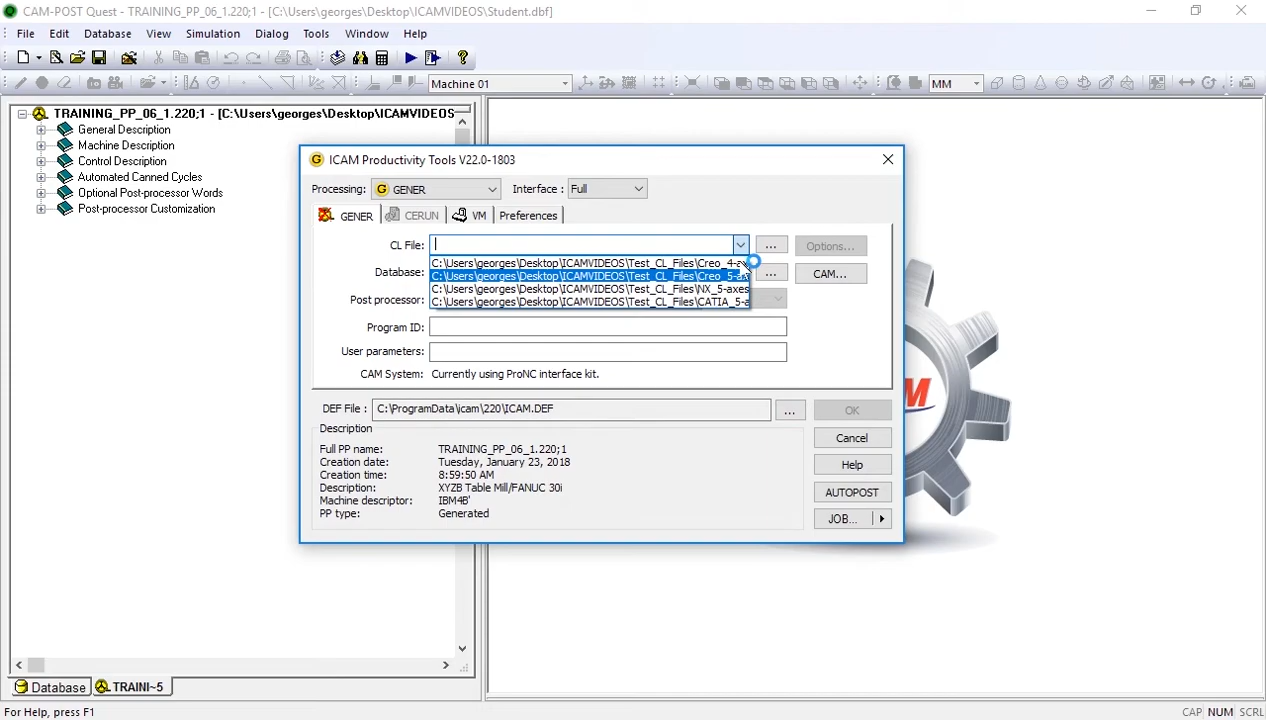 CAM-POST Quest - TRAINING_PP_06_1.220;1 - [C:\Users\georges\Desktop\ICAMVIDEOS\Student.dbf]
File Edit Database View Simulation Dialog Tools Window Help
Machine 01 MM
TRAINING_PP_06_1.220;1 - [C:\Users\georges\Desktop\ICAMVIDEOS
General Description
Machine Description
Control Description
Automated Canned Cycles
Optional Post-processor Words
Post-processor Customization
ICAM Productivity Tools V22.0-1803
Processing: G GENER Interface : Full
GENER CERUN VM Preferences
CL File: ... Options...
C:\Users\georges\Desktop\ICAMVIDEOS\Test_CL_Files\Creo_4-a
C:\Users\georges\Desktop\ICAMVIDEOS\Test_CL_Files\Creo_5-a
C:\Users\georges\Desktop\ICAMVIDEOS\Test_CL_Files\NX_5-axes
C:\Users\georges\Desktop\ICAMVIDEOS\Test_CL_Files\CATIA_5-a
Database: ... CAM...
Post processor:
Program ID:
User parameters:
CAM System: Currently using ProNC interface kit.
DEF File : C:\ProgramData\icam\220\ICAM.DEF ... OK
Description
Full PP name: TRAINING_PP_06_1.220;1
Creation date: Tuesday, January 23, 2018
Creation time: 8:59:50 AM
Description: XYZB Table Mill/FANUC 30i
Machine descriptor: IBM4B'
PP type: Generated
Cancel
Help
AUTOPOST
JOB...
M
Database TRAINI~5
For Help, press F1 CAP NUM SCRL